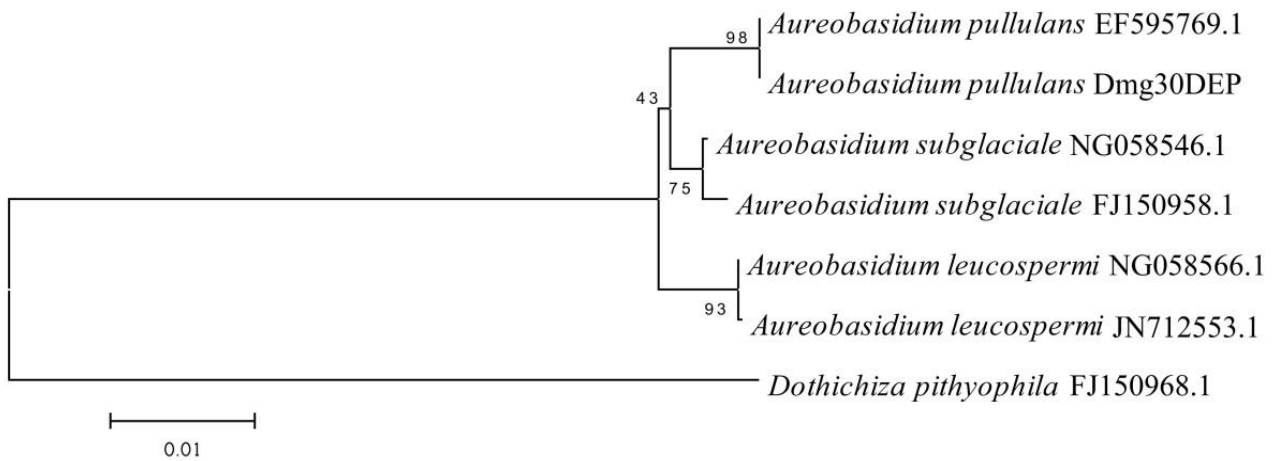 98
Aureobasidium pullulans EF595769.1
Aureobasidium pullulans Dmg30DEP
43
Aureobasidium subglaciale NG058546.1
75
Aureobasidium subglaciale FJ150958.1
Aureobasidium leucospermi NG058566.1
93
Aureobasidium leucospermi JN712553.1
Dothichiza pithyophila FJ150968.1
0.01